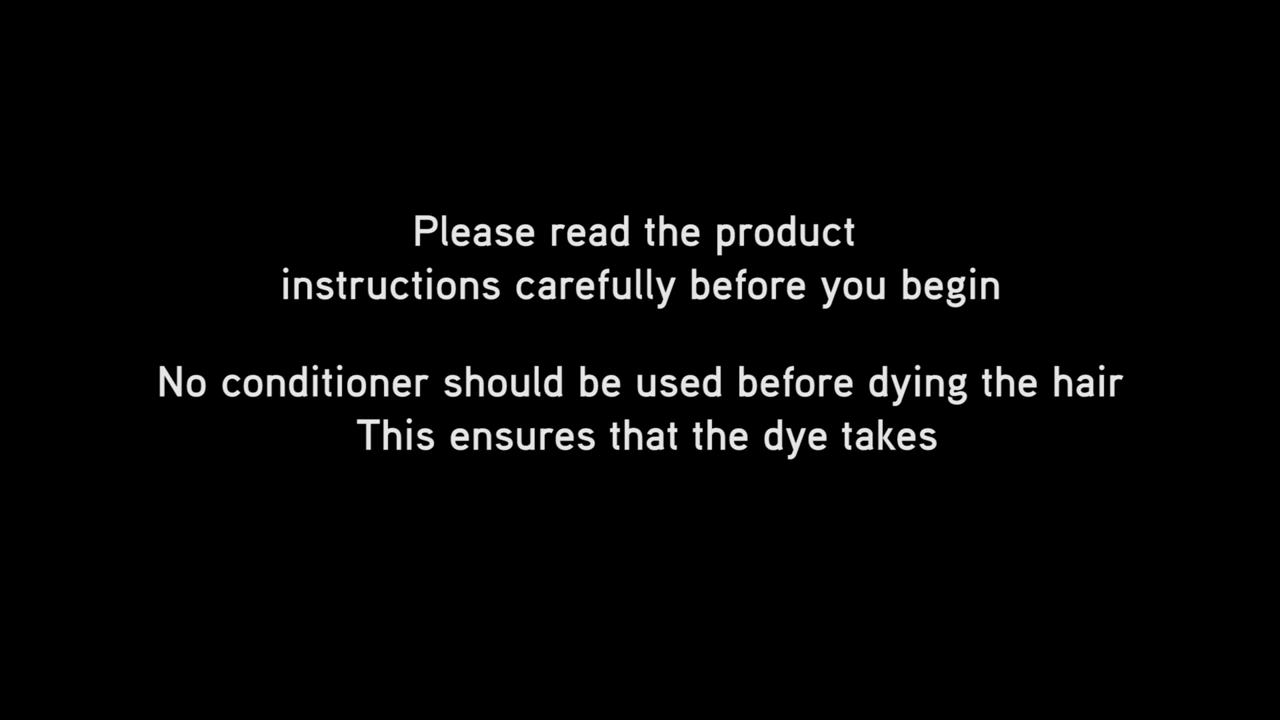 Please read the product
instructions carefully before you begin
No conditioner should be used before dying the hair
This ensures that the dye takes